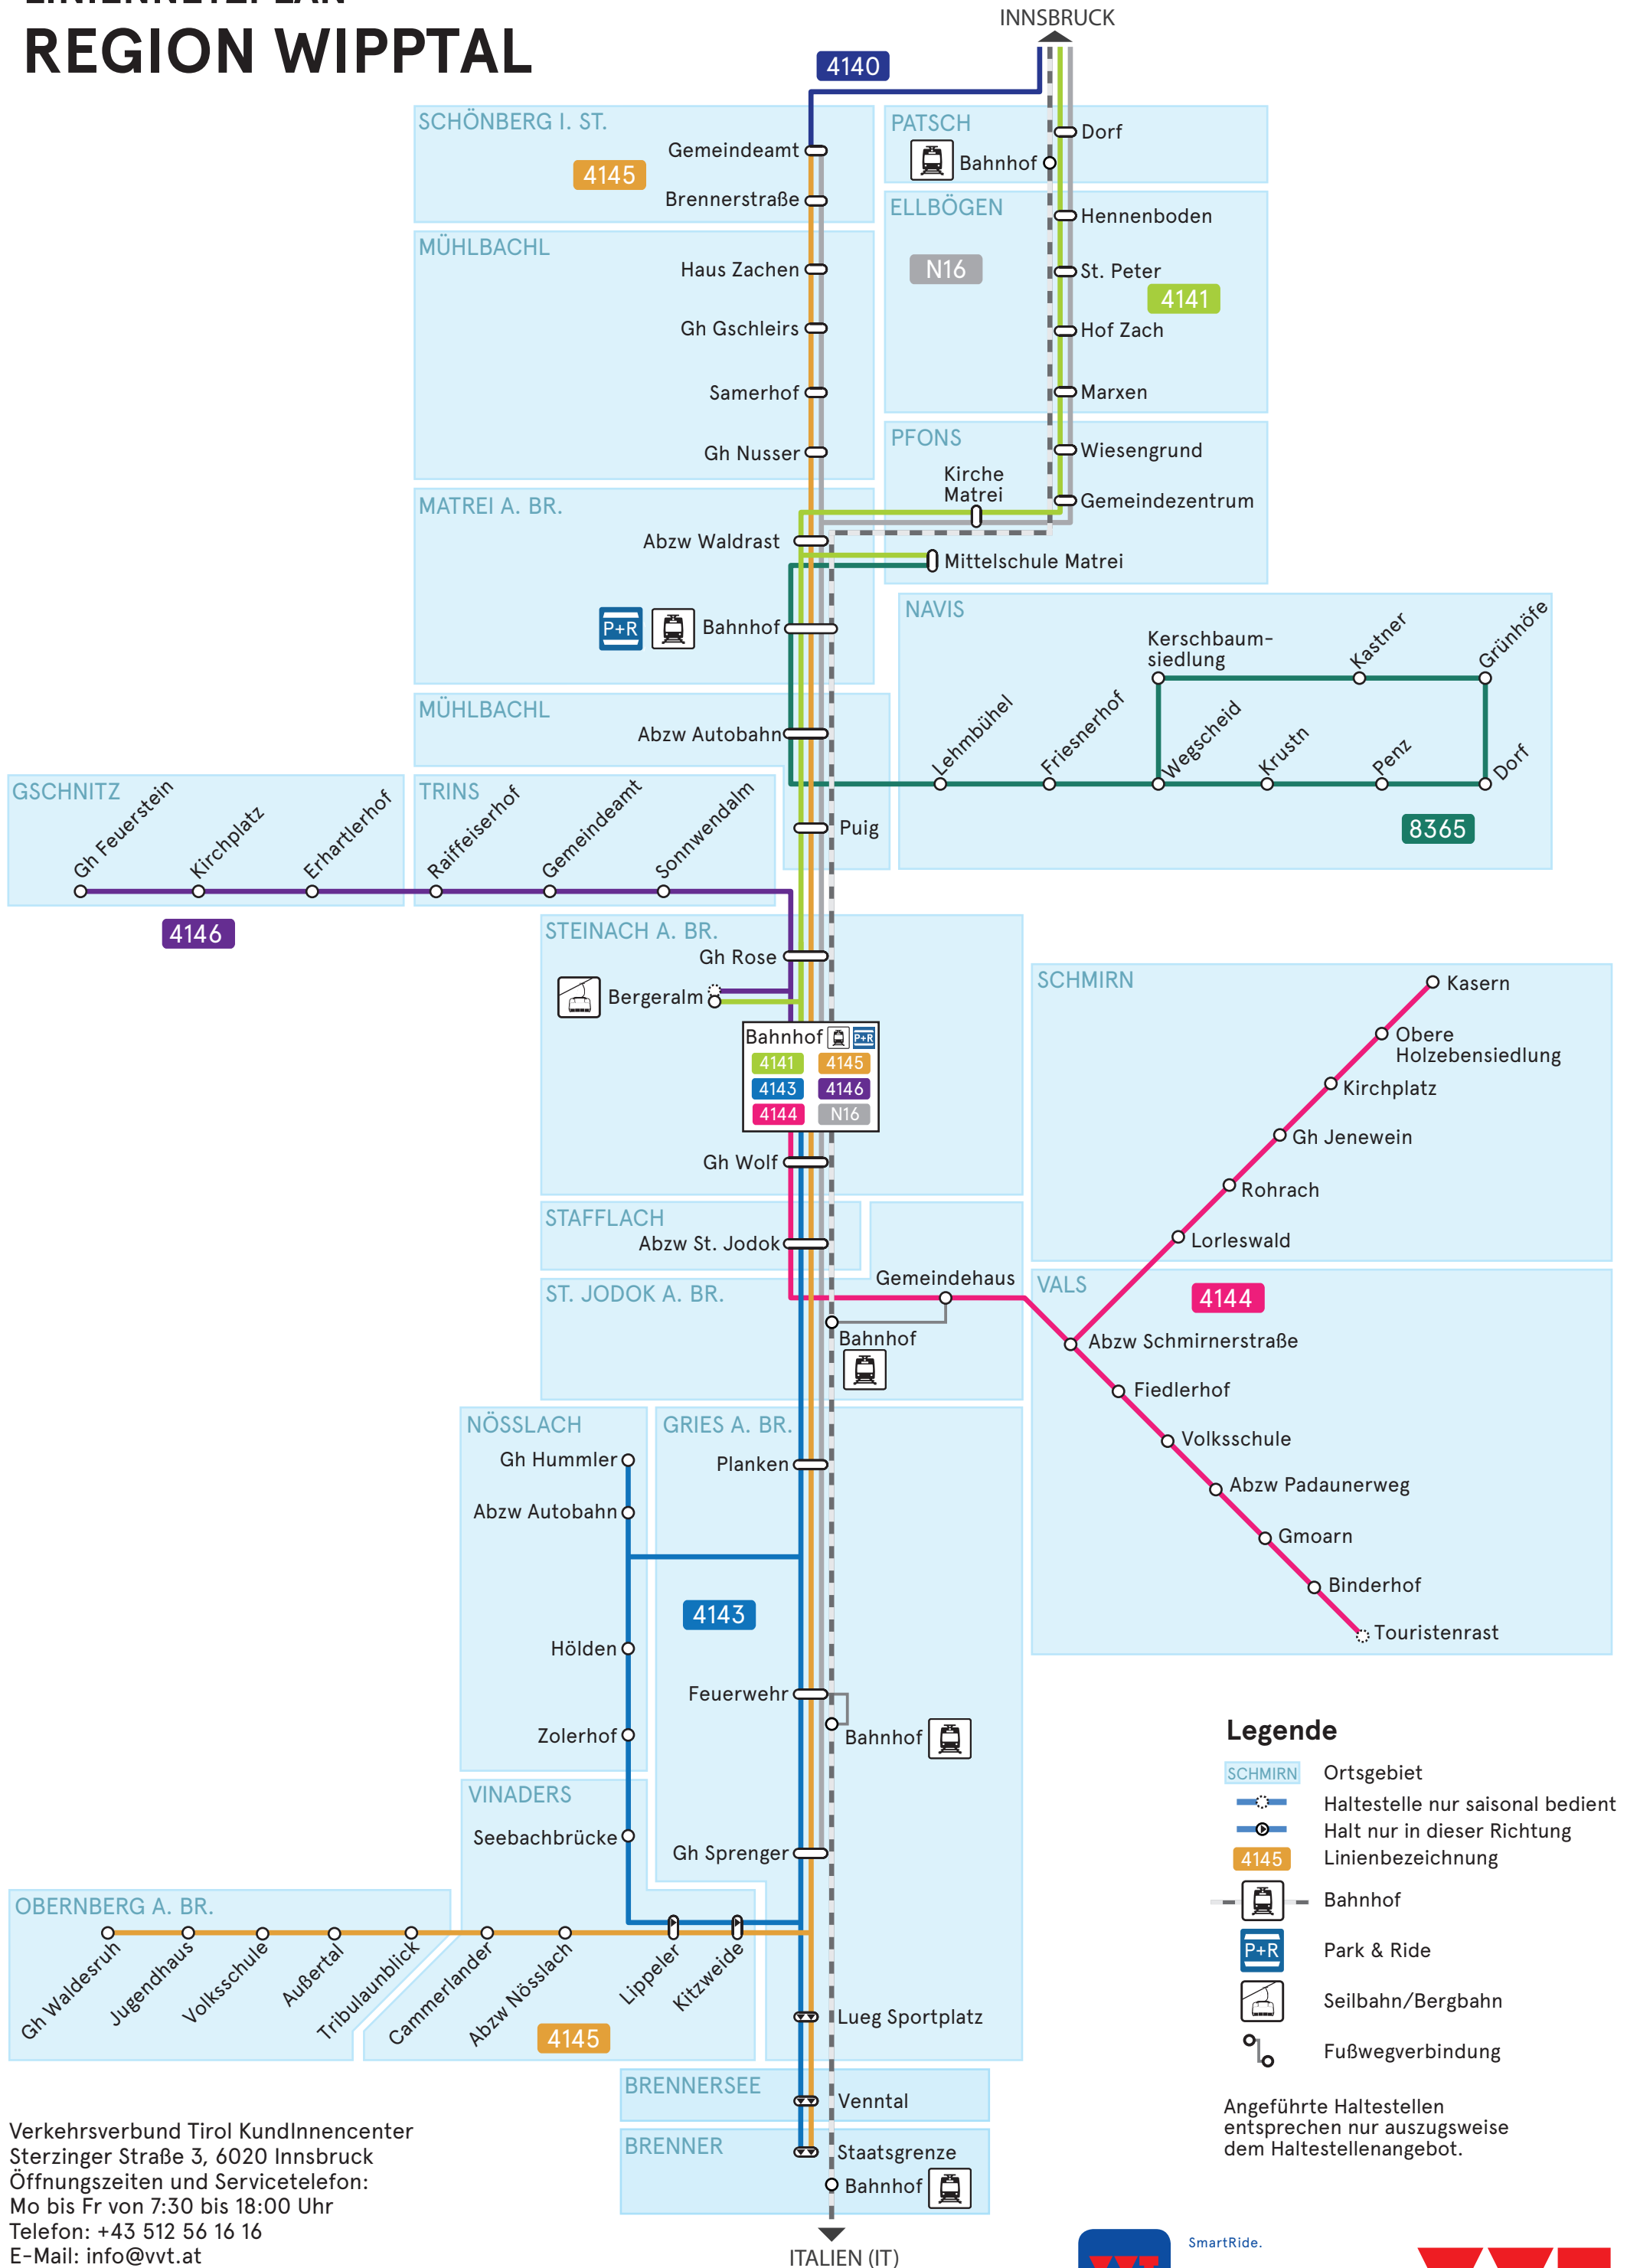 REGION WIPPTAL
INNSBRUCK
4140
SCHÖNBERG I. ST.
Gemeindeamt
4145
Brennerstraße
PATSCH
Dorf
Bahnhof
MÜHLBACHL
Haus Zachen
Gh Gschleirs
Samerhof
Gh Nusser
ELLBÖGEN
Hennenboden
N16
St. Peter
4141
Hof Zach
Marxen
PFONS
Wiesengrund
Kirche
Matrei
Gemeindezentrum
Mittelschule Matrei
MATREI A. BR.
Abzw Waldrast
P+R
Bahnhof
MÜHLBACHL
Abzw Autobahn
Puig
NAVIS
Kerschbaum-
siedlung
Kastner
Grünhöfe
Lehmbühel
Friesnerhof
Wegscheid
Krustn
Penz
Dorf
8365
GSCHNITZ
Gh Feuerstein
Kirchplatz
Erhartlerhof
4146
TRINS
Raiffeiserhof
Gemeindeamt
Sonnwendalm
STEINACH A. BR.
Gh Rose
Bergeralm
Bahnhof P+R
4141 4145
4143 4146
4144 N16
Gh Wolf
SCHMIRN
Kasern
Obere
Holzebensiedlung
Kirchplatz
Gh Jenewein
Rohrach
Lorleswald
STAFFLACH
Abzw St. Jodok
ST. JODOK A. BR.
Gemeindehaus
Bahnhof
VALS
4144
Abzw Schmirnerstraße
Fiedlerhof
Volksschule
Abzw Padaunerweg
Gmoarn
Binderhof
Touristenrast
NÖSSLACH
Gh Hummler
Abzw Autobahn
Hölden
Zolerhof
GRIES A. BR.
Planken
4143
Feuerwehr
Bahnhof
Gh Sprenger
Lueg Sportplatz
VINADERS
Seebachbrücke
OBERNBERG A. BR.
Gh Waldesruh
Jugendhaus
Volksschule
Außertal
Tribulaunblick
Cammerlander
Abzw Nösslach
Lippeler
Kitzweide
4145
BRENNERSEE
Venntal
BRENNER
Staatsgrenze
Bahnhof
ITALIEN (IT)
Legende
SCHMIRN Ortsgebiet
Haltestelle nur saisonal bedient
Halt nur in dieser Richtung
4145 Linienbezeichnung
Bahnhof
P+R Park & Ride
Seilbahn/Bergbahn
Fußwegverbindung
Angeführte Haltestellen
entsprechen nur auszugsweise
dem Haltestellenangebot.
Verkehrsverbund Tirol KundInnencenter
Sterzinger Straße 3, 6020 Innsbruck
Öffnungszeiten und Servicetelefon:
Mo bis Fr von 7:30 bis 18:00 Uhr
Telefon: +43 512 56 16 16
E-Mail: info@vvt.at
SmartRide.